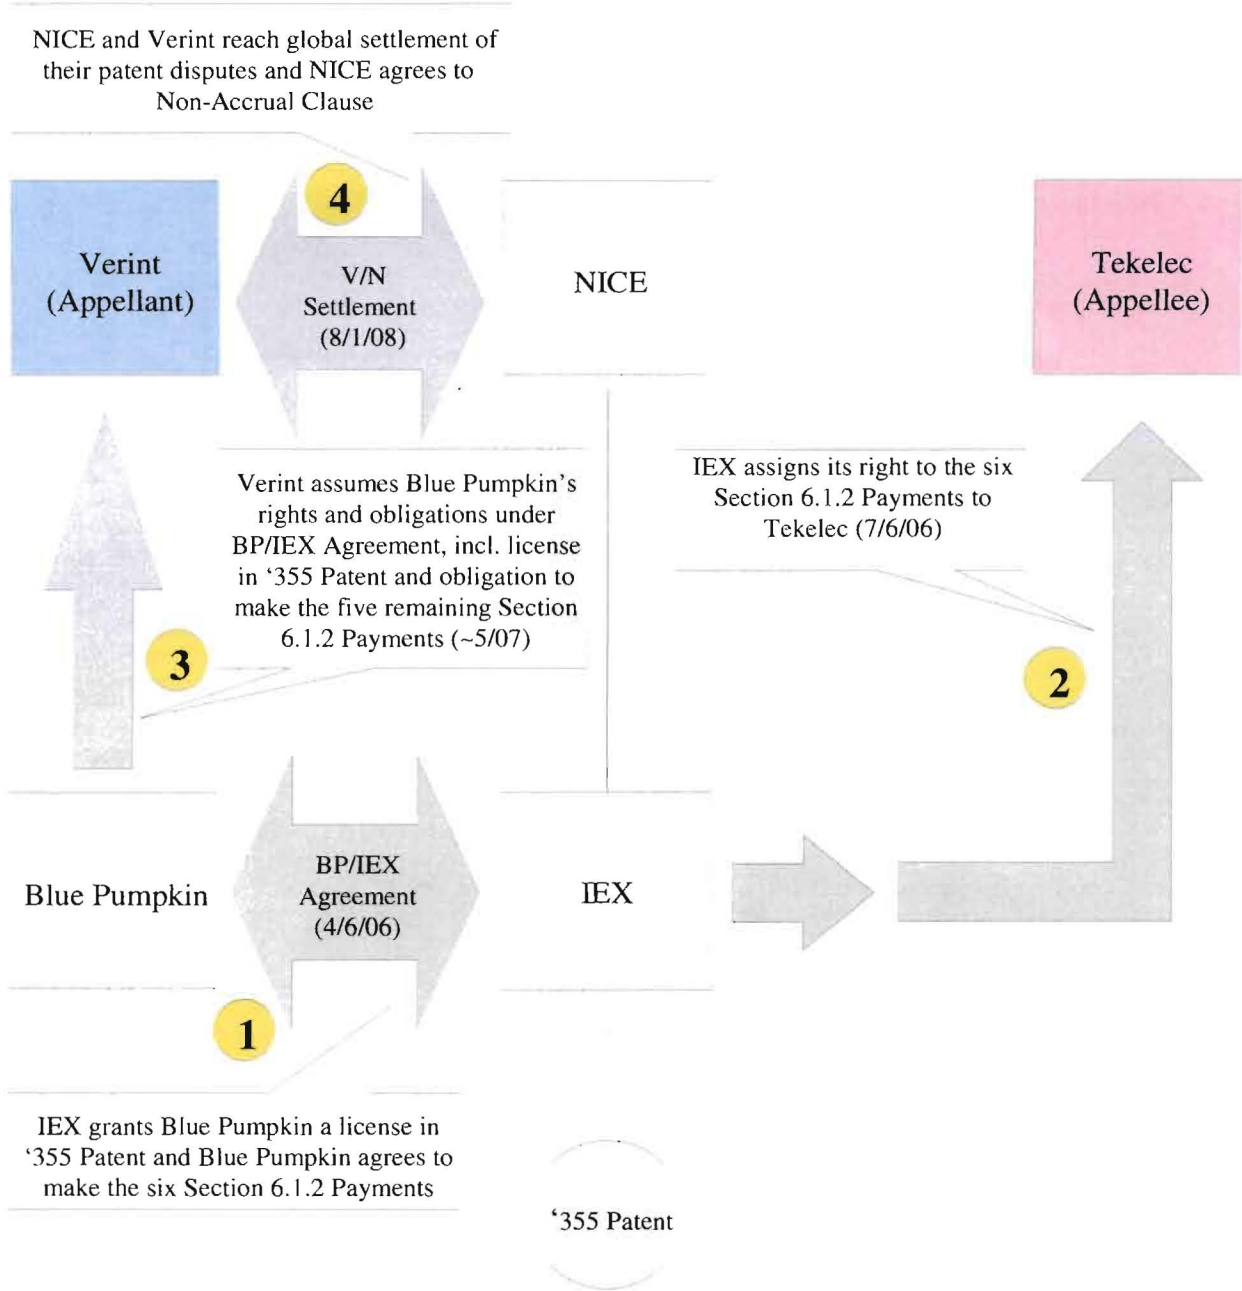 NICE and Verint reach global settlement of
their patent disputes and NICE agrees to
Non-Accrual Clause
4
Verint
(Appellant)
V/N
Settlement
(8/1/08)
NICE
Tekelec
(Appellee)
Verint assumes Blue Pumpkin’s
rights and obligations under
BP/IEX Agreement, incl. license
in ‘355 Patent and obligation to
make the five remaining Section
6.1.2 Payments (~5/07)
IEX assigns its right to the six
Section 6.1.2 Payments to
Tekelec (7/6/06)
3
2
Blue Pumpkin
BP/IEX
Agreement
(4/6/06)
IEX
1
IEX grants Blue Pumpkin a license in
‘355 Patent and Blue Pumpkin agrees to
make the six Section 6.1.2 Payments
‘355 Patent